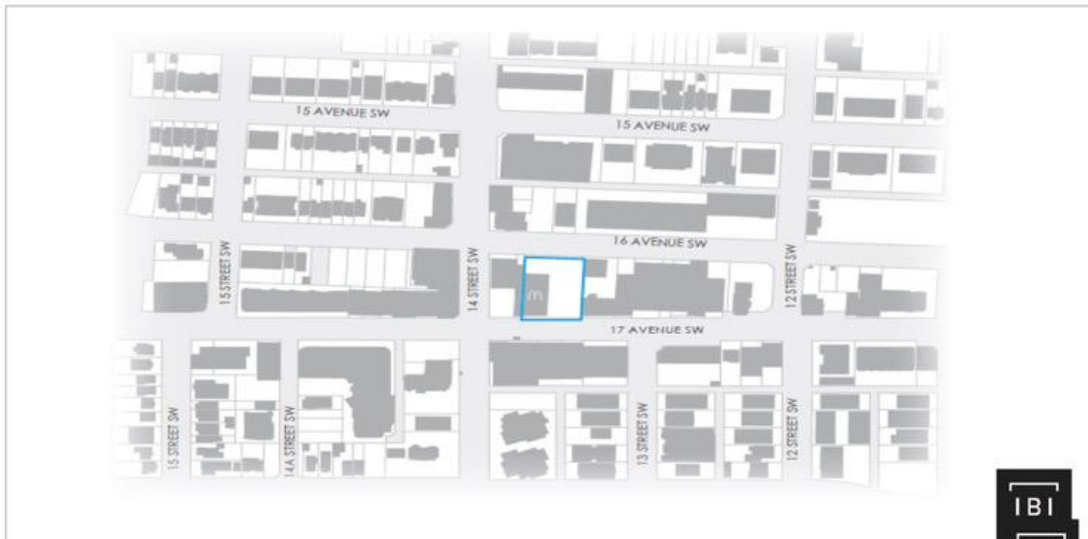 15 AVENUE SW
15 AVENUE SW
16 AVENUE SW
15 STREET SW
14 STREET SW
12 STREET SW
m
17 AVENUE SW
15 STREET SW
14A STREET SW
13 STREET SW
12 STREET SW
IBI